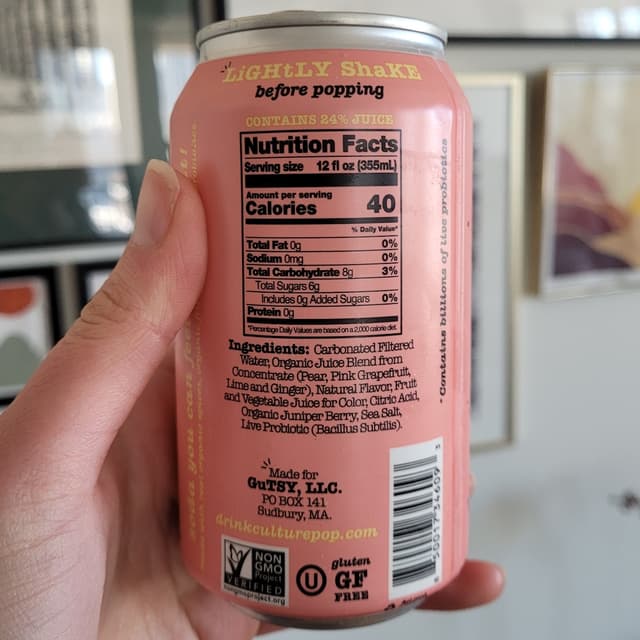 LiGHtLY ShaKE
before popping
CONTAINS 24% JUICE
Nutrition Facts
Serving size 12 fl oz (355mL)
Amount per serving
Calories 40
% Daily Value*
Total Fat 0g 0%
Sodium 0mg 0%
Total Carbohydrate 8g 3%
Total Sugars 6g
Includes 0g Added Sugars 0%
Protein 0g
*Percentage Daily Values are based on a 2,000 calorie diet.
Ingredients: Carbonated Filtered
Water, Organic Juice Blend from
Concentrate (Pear, Pink Grapefruit,
Lime and Ginger), Natural Flavor, Fruit
and Vegetable Juice for Color, Citric Acid,
Organic Juniper Berry, Sea Salt,
Live Probiotic (Bacillus Subtilis).
Made for
GuTSY, LLC.
PO BOX 141
Sudbury, MA.
drinkculturepop.com
NON
GMO
Project
VERIFIED
nongmoproject.org
U
gluten
GF
FREE
*Contains billions of live probiotics
soda you can